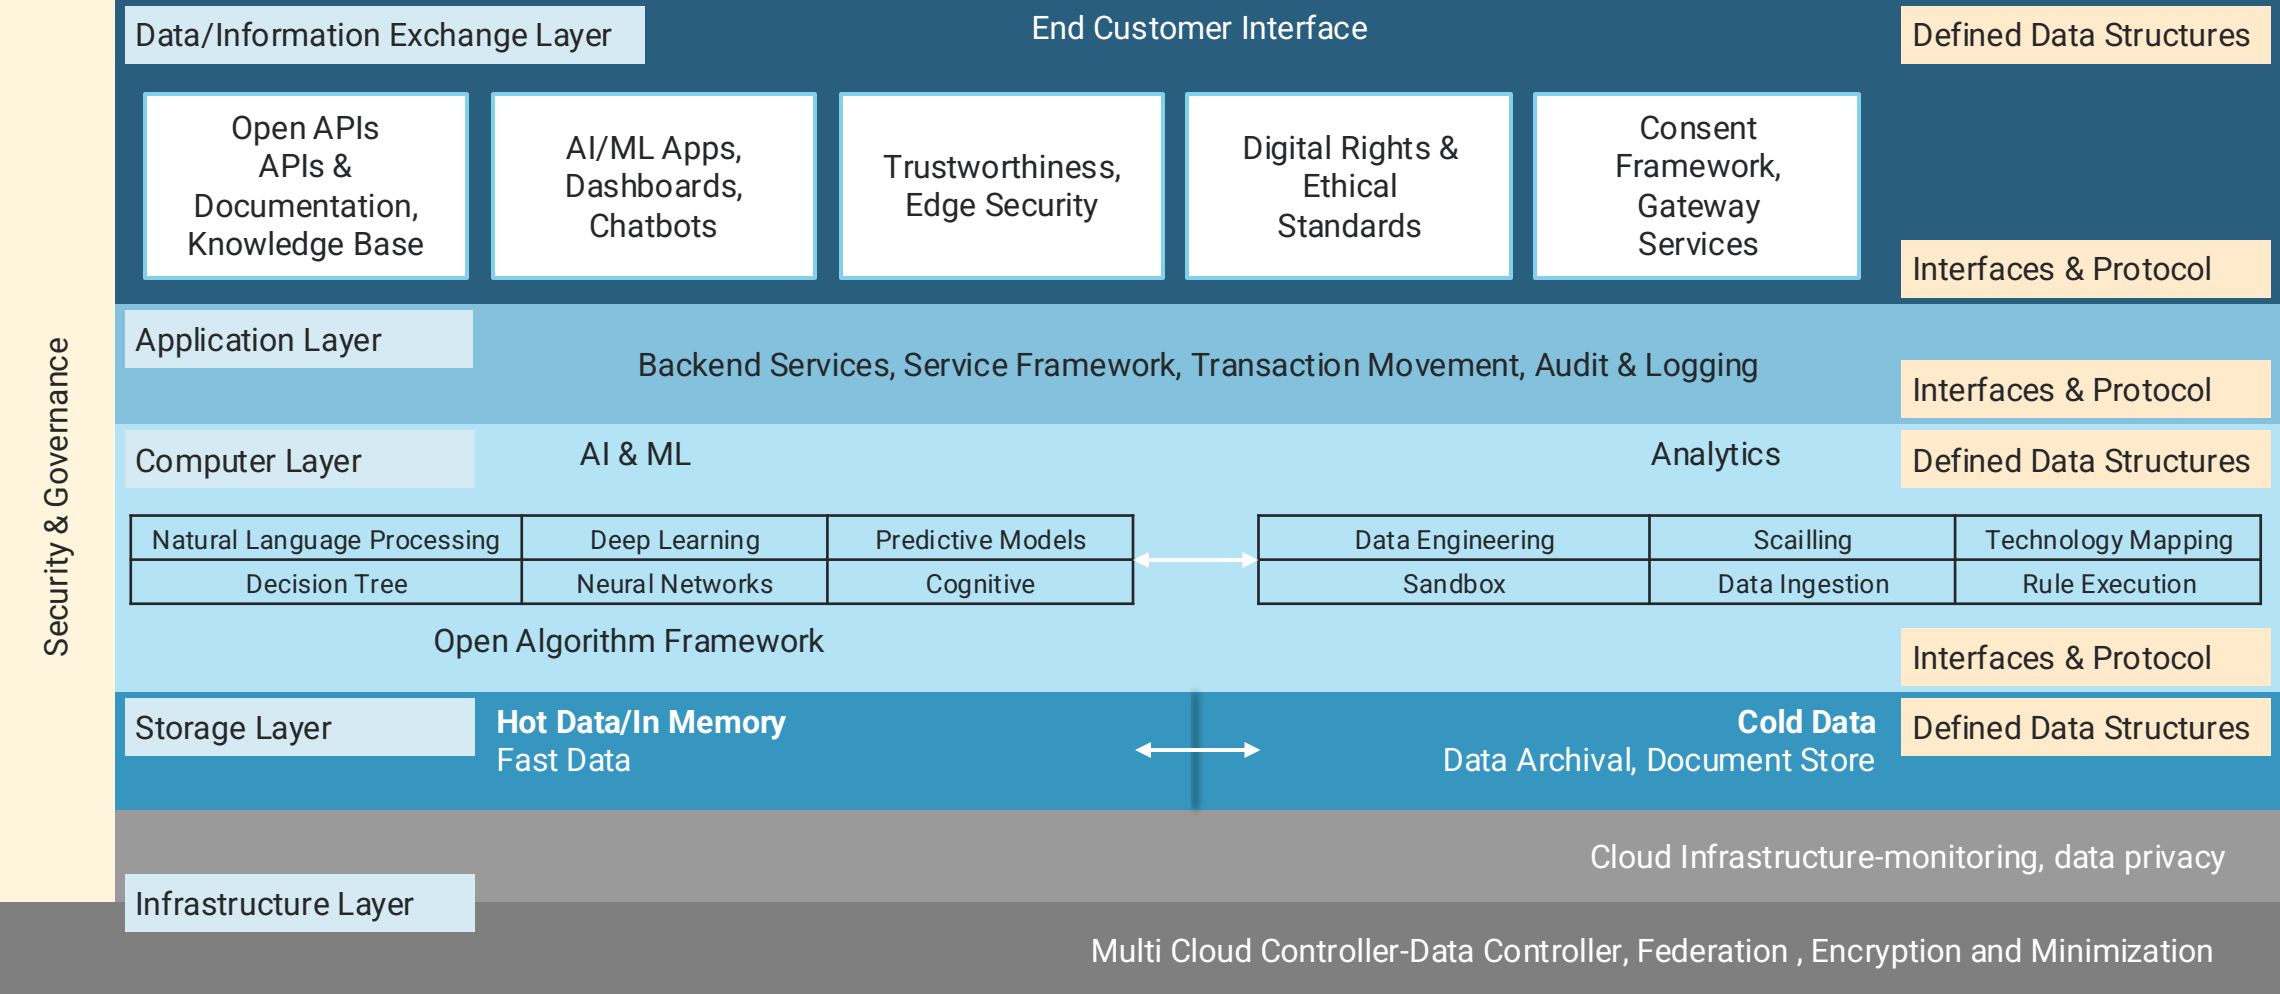 Security & Governance
Data/Information Exchange Layer
End Customer Interface
Defined Data Structures
Open APIs
APIs &
Documentation,
Knowledge Base
AI/ML Apps,
Dashboards,
Chatbots
Trustworthiness,
Edge Security
Digital Rights &
Ethical
Standards
Consent
Framework,
Gateway
Services
Interfaces & Protocol
Application Layer
Backend Services, Service Framework, Transaction Movement, Audit & Logging
Interfaces & Protocol
Computer Layer
AI & ML
Analytics
Defined Data Structures
Natural Language Processing
Deep Learning
Predictive Models
Decision Tree
Neural Networks
Cognitive
Data Engineering
Scailling
Technology Mapping
Sandbox
Data Ingestion
Rule Execution
Open Algorithm Framework
Interfaces & Protocol
Storage Layer
Hot Data/In Memory
Fast Data
Cold Data
Data Archival, Document Store
Defined Data Structures
Cloud Infrastructure-monitoring, data privacy
Infrastructure Layer
Multi Cloud Controller-Data Controller, Federation , Encryption and Minimization